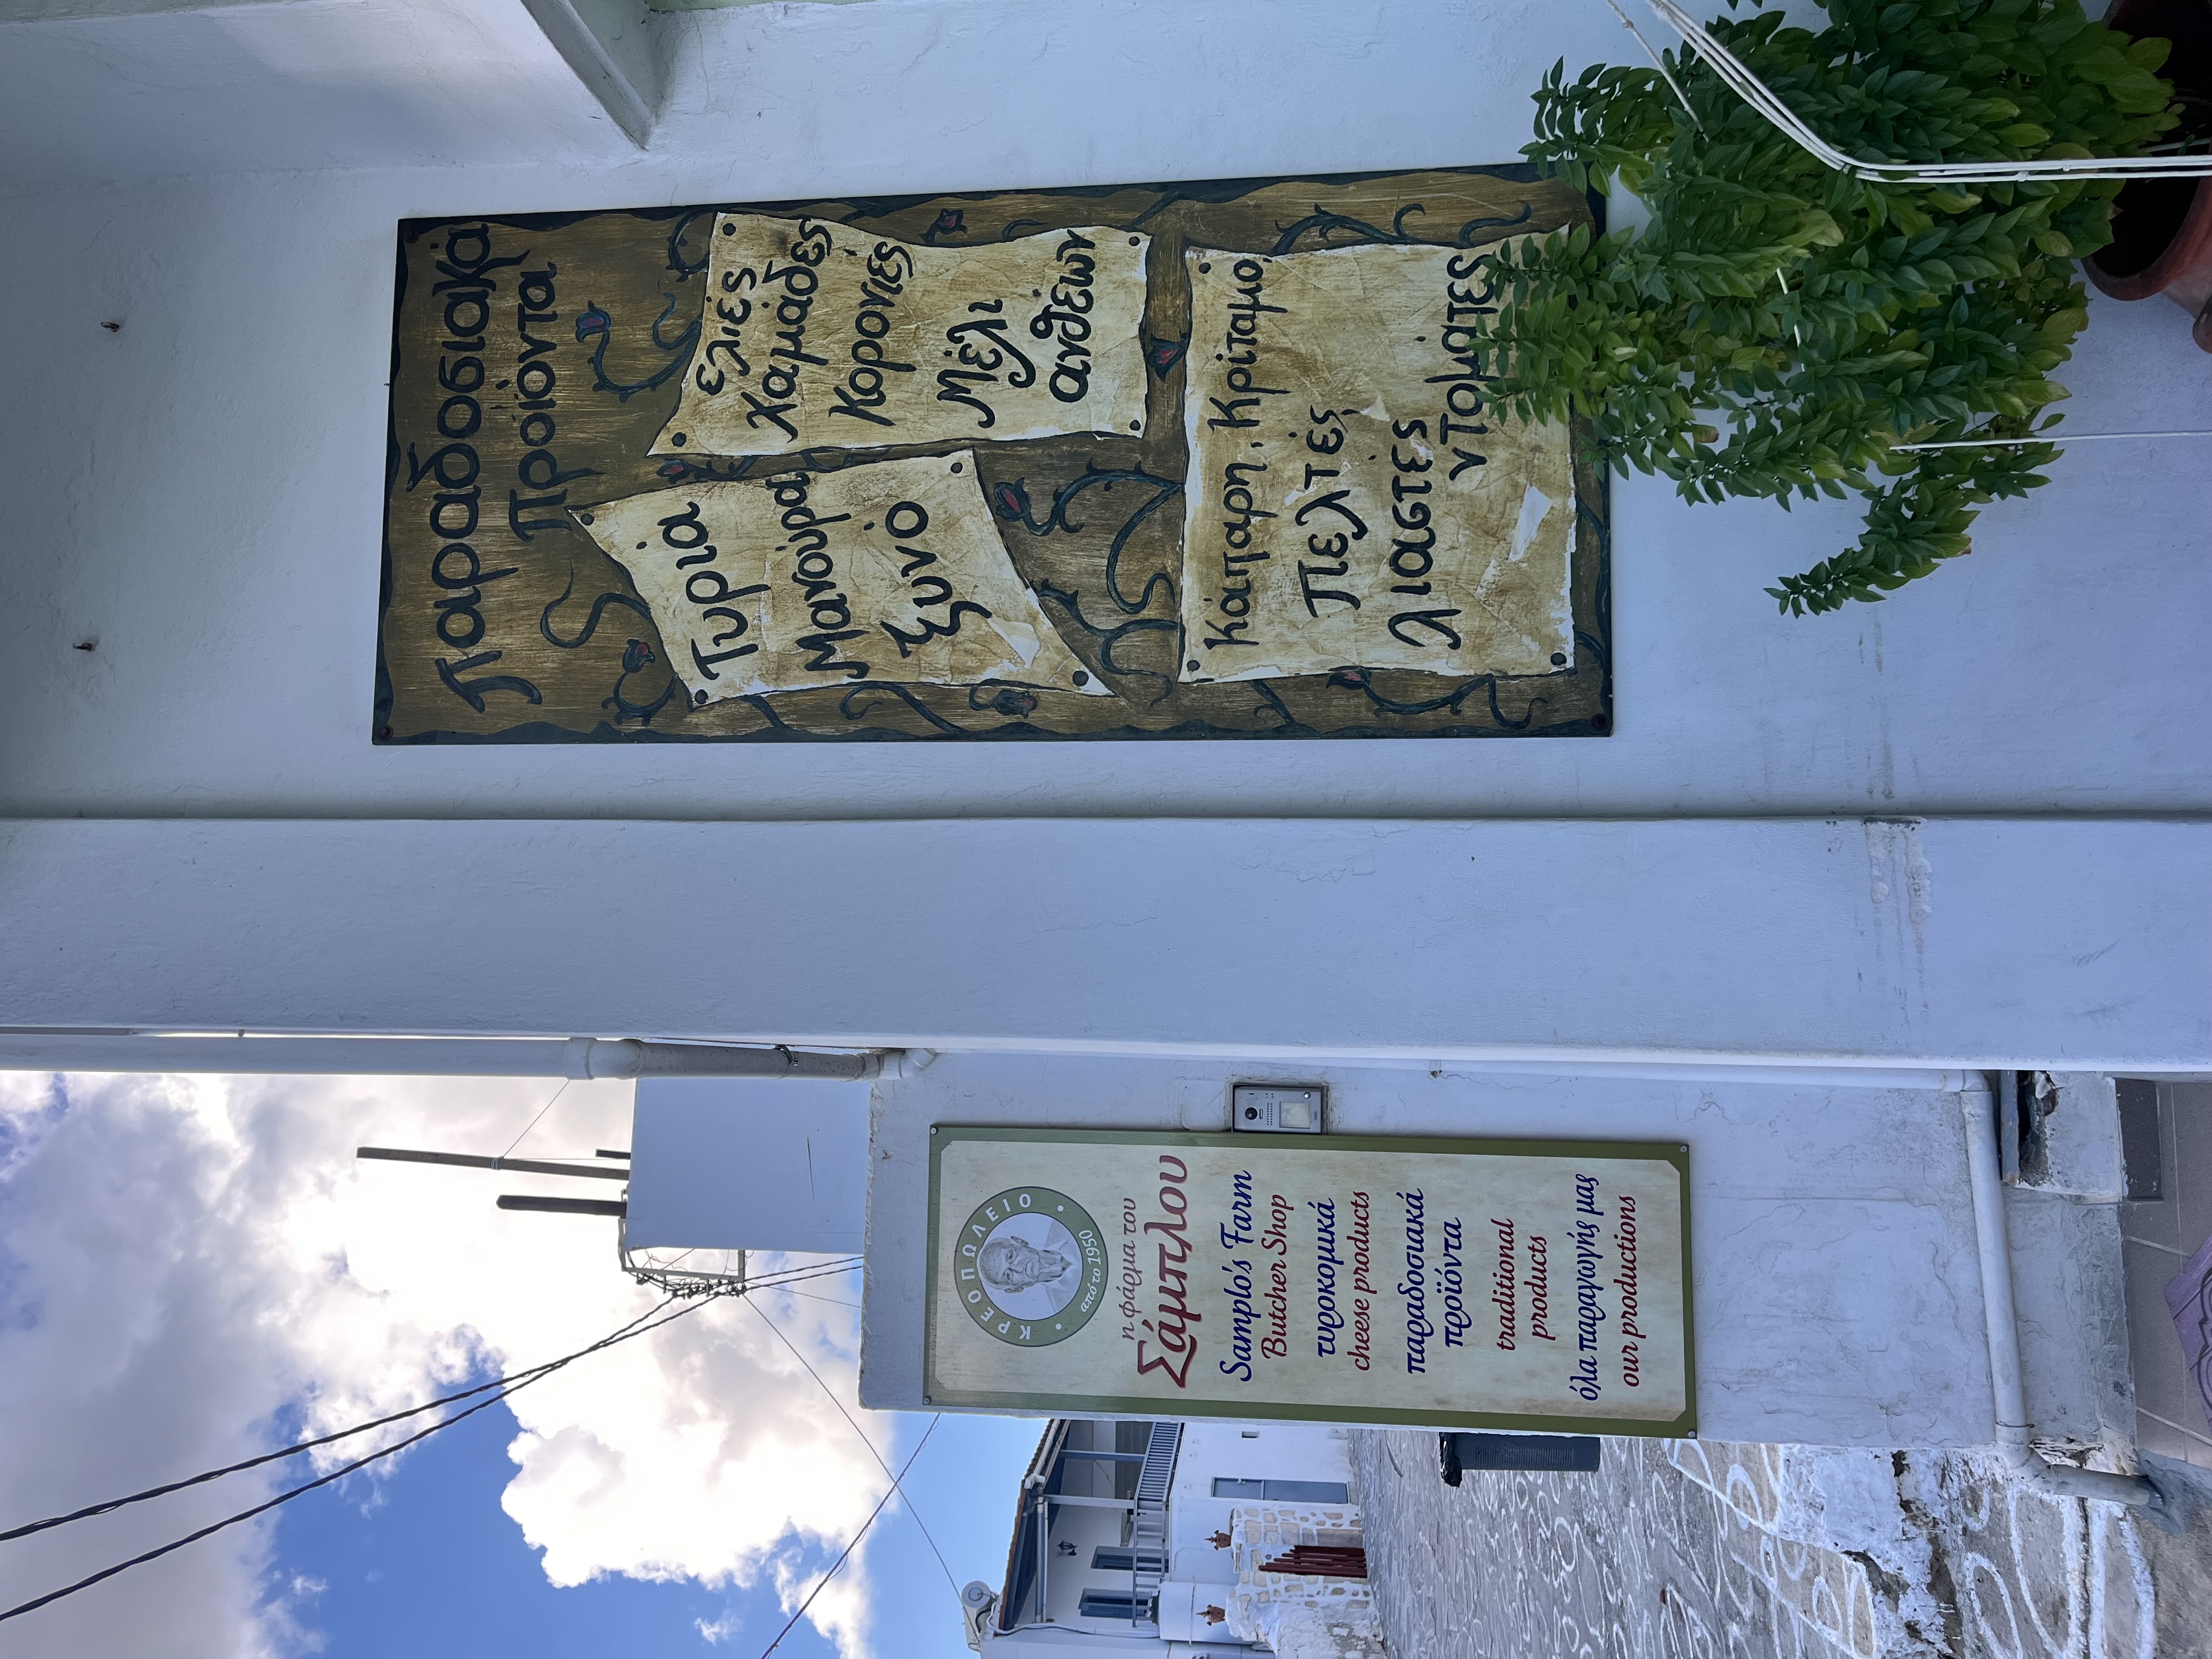 ΚΡΕΟΠΩΛΕΙΟ
από το 1950
η φάρμα του
Σάμπλου
Samplo's Farm
Butcher Shop
τυροκομικά
cheese products
παραδοσιακά
προϊόντα
traditional
products
όλα παραγωγής μας
our productions
Παραδοσιακά
Προϊόντα
Τυριά
Μανούρα
Ξυνό
ελιές
Χαμάδες
Κορονιές
Μέλι
ανθέων
Κάππαρη, Κρίταμο
Πελτές
Λιαστές
ντομάτες